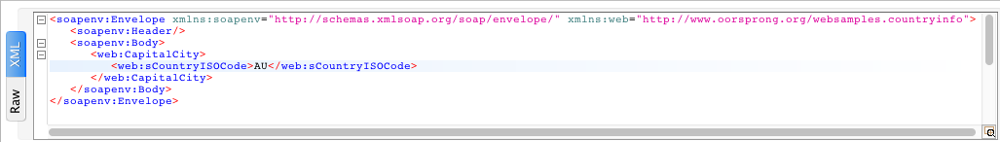 <soapenv:Envelope xmlns:soapenv="http://schemas.xmlsoap.org/soap/envelope/" xmlns:web="http://www.oorsprong.org/websamples.countryinfo">
<soapenv:Header/>
<soapenv:Body>
<web:CapitalCity>
<web:sCountryISOCode>AU</web:sCountryISOCode>
</web:CapitalCity>
</soapenv:Body>
</soapenv:Envelope>
XML
Raw